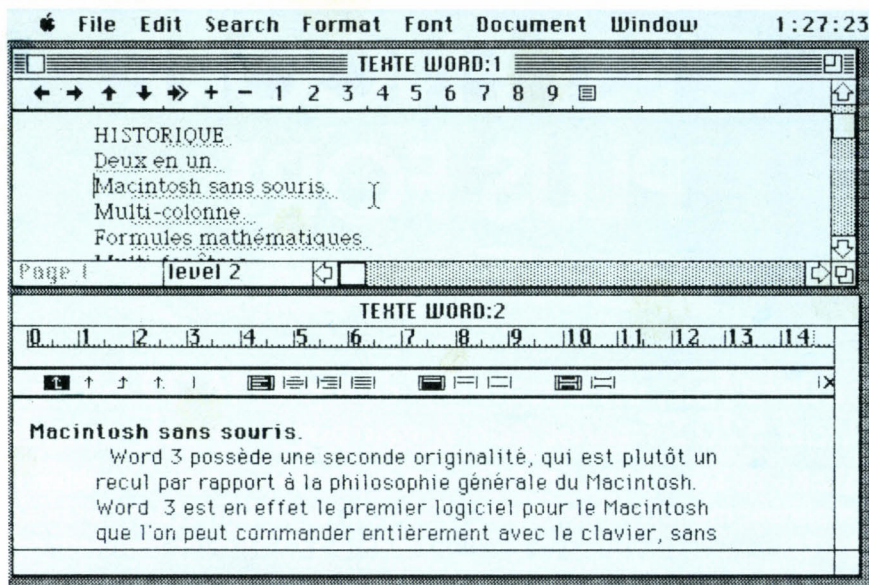 File Edit Search Format Font Document Window 1:27:23
TEXTE WORD:1
+ - 1 2 3 4 5 6 7 8 9
HISTORIQUE
Deux en un.
Macintosh sans souris.
Multi-colonne.
Formules mathématiques
Multi-fenêtres
Page 1 level 2
TEXTE WORD:2
0 1 2 3 4 5 6 7 8 9 10 11 12 13 14
Macintosh sans souris.
Word 3 possède une seconde originalité, qui est plutôt un
recul par rapport à la philosophie générale du Macintosh.
Word 3 est en effet le premier logiciel pour le Macintosh
que l'on peut commander entièrement avec le clavier, sans